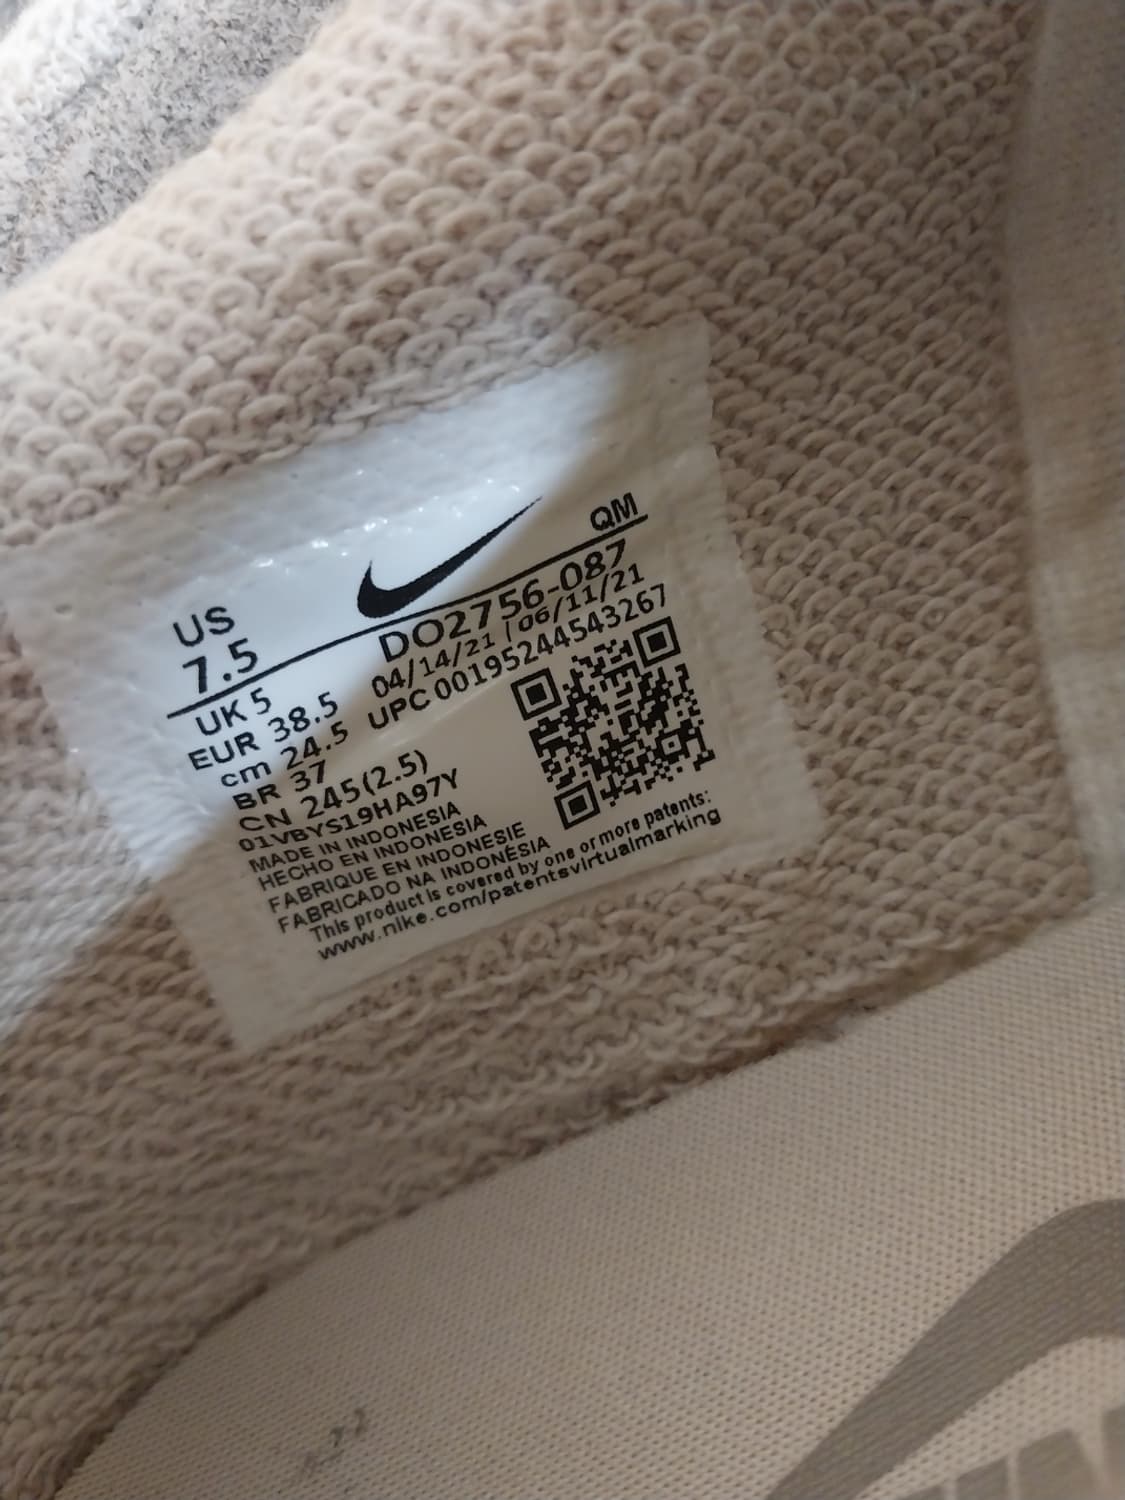 US
7.5
QM
DO2756-087
04/14/21 | 06/11/21
UPC 00195244543267
UK 5
EUR 38.5
cm 24.5
BR 37
CN 245(2.5)
01VBYS19HA97Y
MADE IN INDONESIA
HECHO EN INDONESIA
FABRIQUE EN INDONESIE
FABRICADO NA INDONÉSIA
This product is covered by one or more patents:
www.nike.com/patentsvirtualmarking